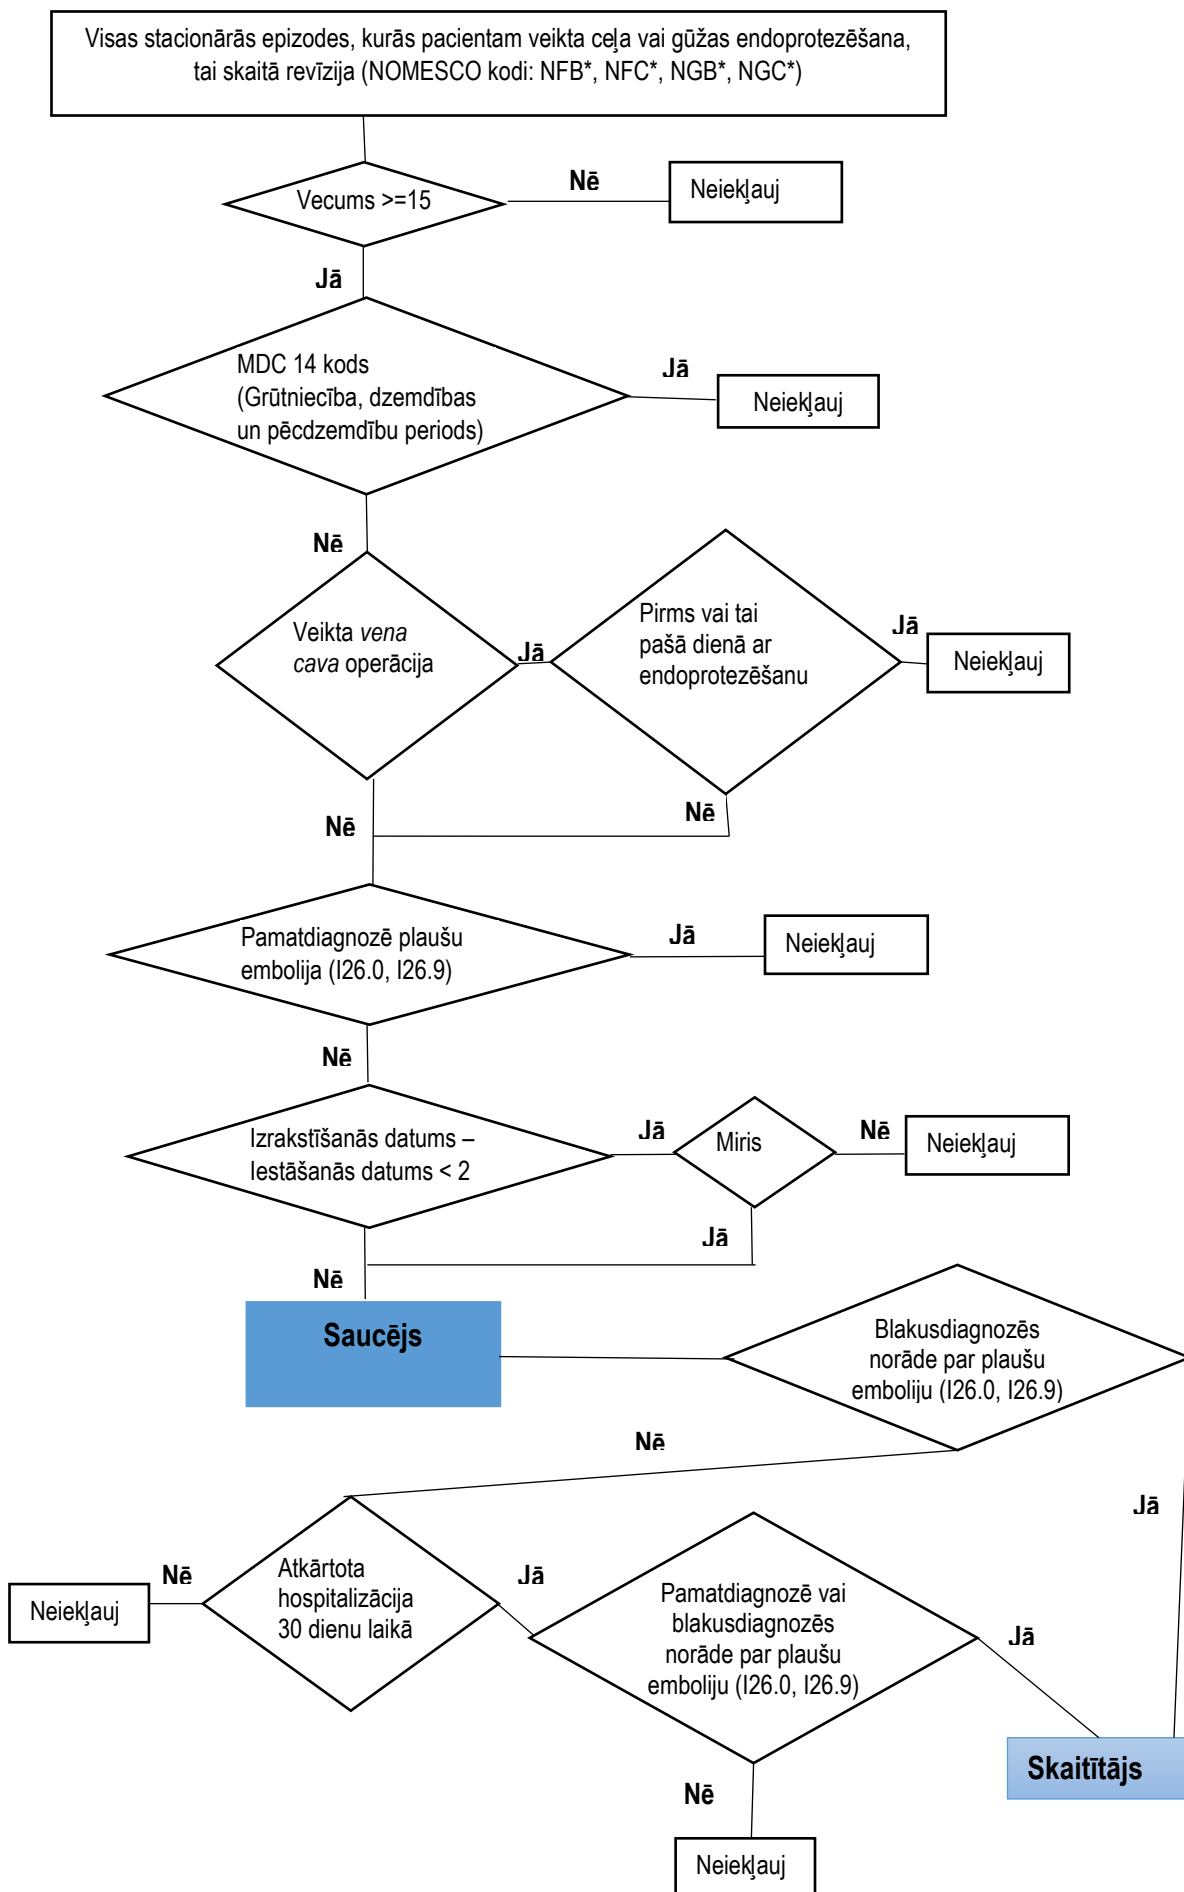 Visas stacionārās epizodes, kurās pacientam veikta ceļa vai gūžas endoprotezēšana,
tai skaitā revīzija (NOMESCO kodi: NFB*, NFC*, NGB*, NGC*)
Vecums >=15
Nē
Neiekļauj
Jā
MDC 14 kods
(Grūtniecība, dzemdības
un pēcdzemdību periods)
Jā
Neiekļauj
Nē
Veikta vena
cava operācija
Jā
Pirms vai tai
pašā dienā ar
endoprotezēšanu
Jā
Neiekļauj
Nē
Nē
Pamatdiagnozē plaušu
embolija (I26.0, I26.9)
Jā
Neiekļauj
Nē
Izrakstīšanās datums –
Iestāšanās datums < 2
Jā
Miris
Nē
Neiekļauj
Jā
Nē
Saucējs
Blakusdiagnozēs
norāde par plaušu
emboliju (I26.0, I26.9)
Nē
Jā
Atkārtota
hospitalizācija
30 dienu laikā
Nē
Neiekļauj
Jā
Pamatdiagnozē vai
blakusdiagnozēs
norāde par plaušu
emboliju (I26.0, I26.9)
Jā
Skaitītājs
Nē
Neiekļauj